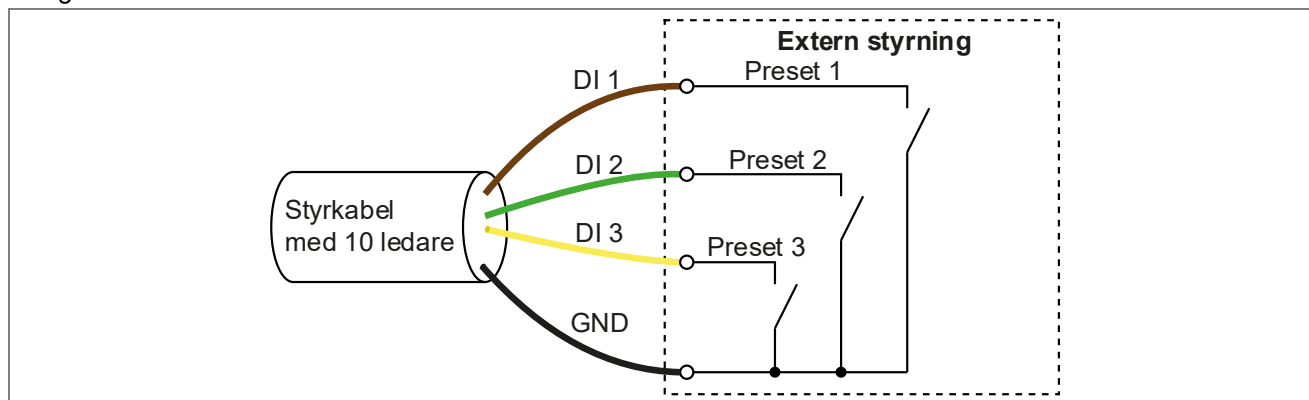 Extern styrning
DI 1
Preset 1
DI 2
Preset 2
Styrkabel
med 10 ledare
DI 3
Preset 3
GND